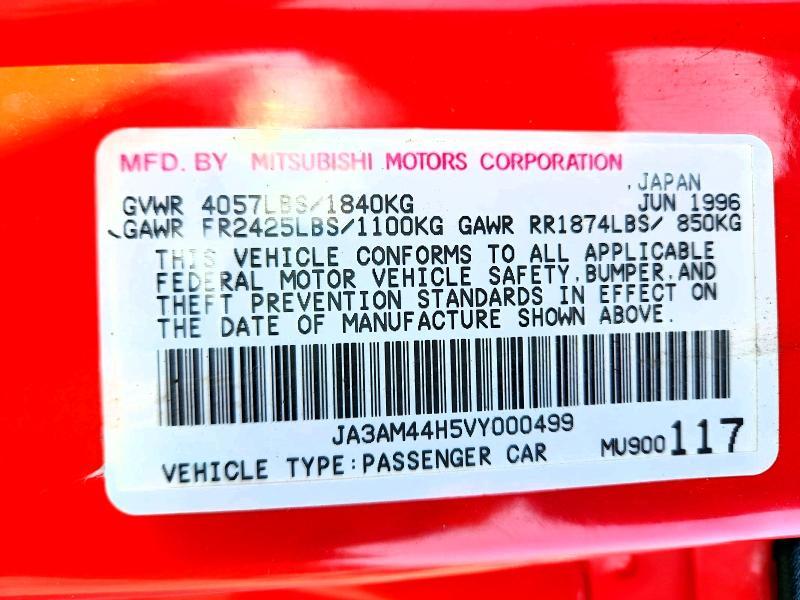 MFD. BY MITSUBISHI MOTORS CORPORATION
JAPAN
GVWR 4057LBS/1840KG JUN 1996
GAWR FR2425LBS/1100KG GAWR RR1874LBS/ 850KG
THIS VEHICLE CONFORMS TO ALL APPLICABLE
FEDERAL MOTOR VEHICLE SAFETY,BUMPER,AND
THEFT PREVENTION STANDARDS IN EFFECT ON
THE DATE OF MANUFACTURE SHOWN ABOVE.
JA3AM44H5VY000499
VEHICLE TYPE:PASSENGER CAR MU900117